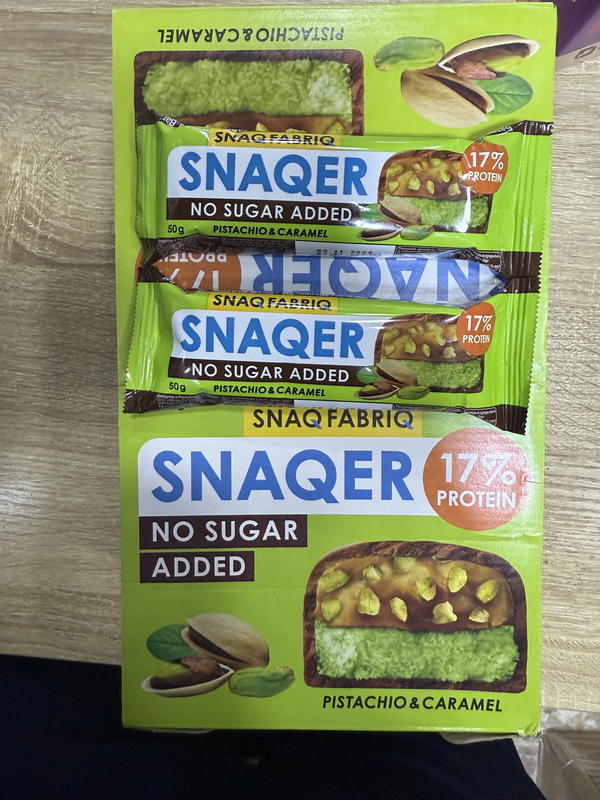 PISTACHIO & CARAMEL
SNAQ FABRIQ
SNAQER
17%
PROTEIN
NO SUGAR ADDED
50g
PISTACHIO & CARAMEL
17%
PROTEIN
SNAQER
SNAQ FABRIQ
SNAQER
17%
PROTEIN
NO SUGAR ADDED
50g
PISTACHIO & CARAMEL
SNAQ FABRIQ
SNAQER
17%
PROTEIN
NO SUGAR
ADDED
PISTACHIO & CARAMEL